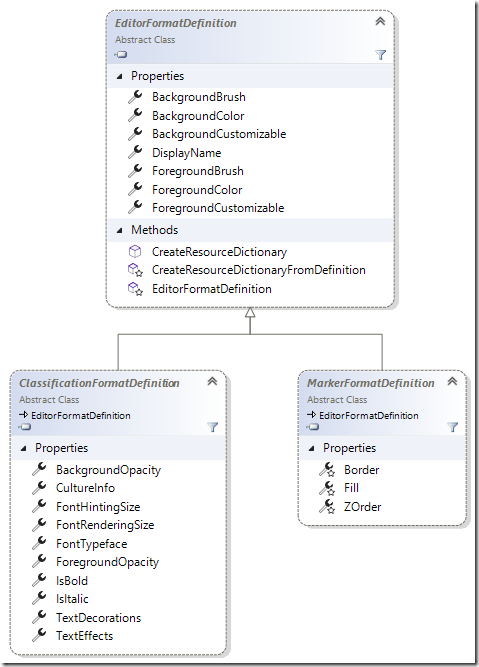 EditorFormatDefinition
Abstract Class
Properties
BackgroundBrush
BackgroundColor
BackgroundCustomizable
DisplayName
ForegroundBrush
ForegroundColor
ForegroundCustomizable
Methods
CreateResourceDictionary
CreateResourceDictionaryFromDefinition
EditorFormatDefinition
ClassificationFormatDefinition
Abstract Class
EditorFormatDefinition
Properties
BackgroundOpacity
CultureInfo
FontHintingSize
FontRenderingSize
FontTypeface
ForegroundOpacity
IsBold
IsItalic
TextDecorations
TextEffects
MarkerFormatDefinition
Abstract Class
EditorFormatDefinition
Properties
Border
Fill
ZOrder